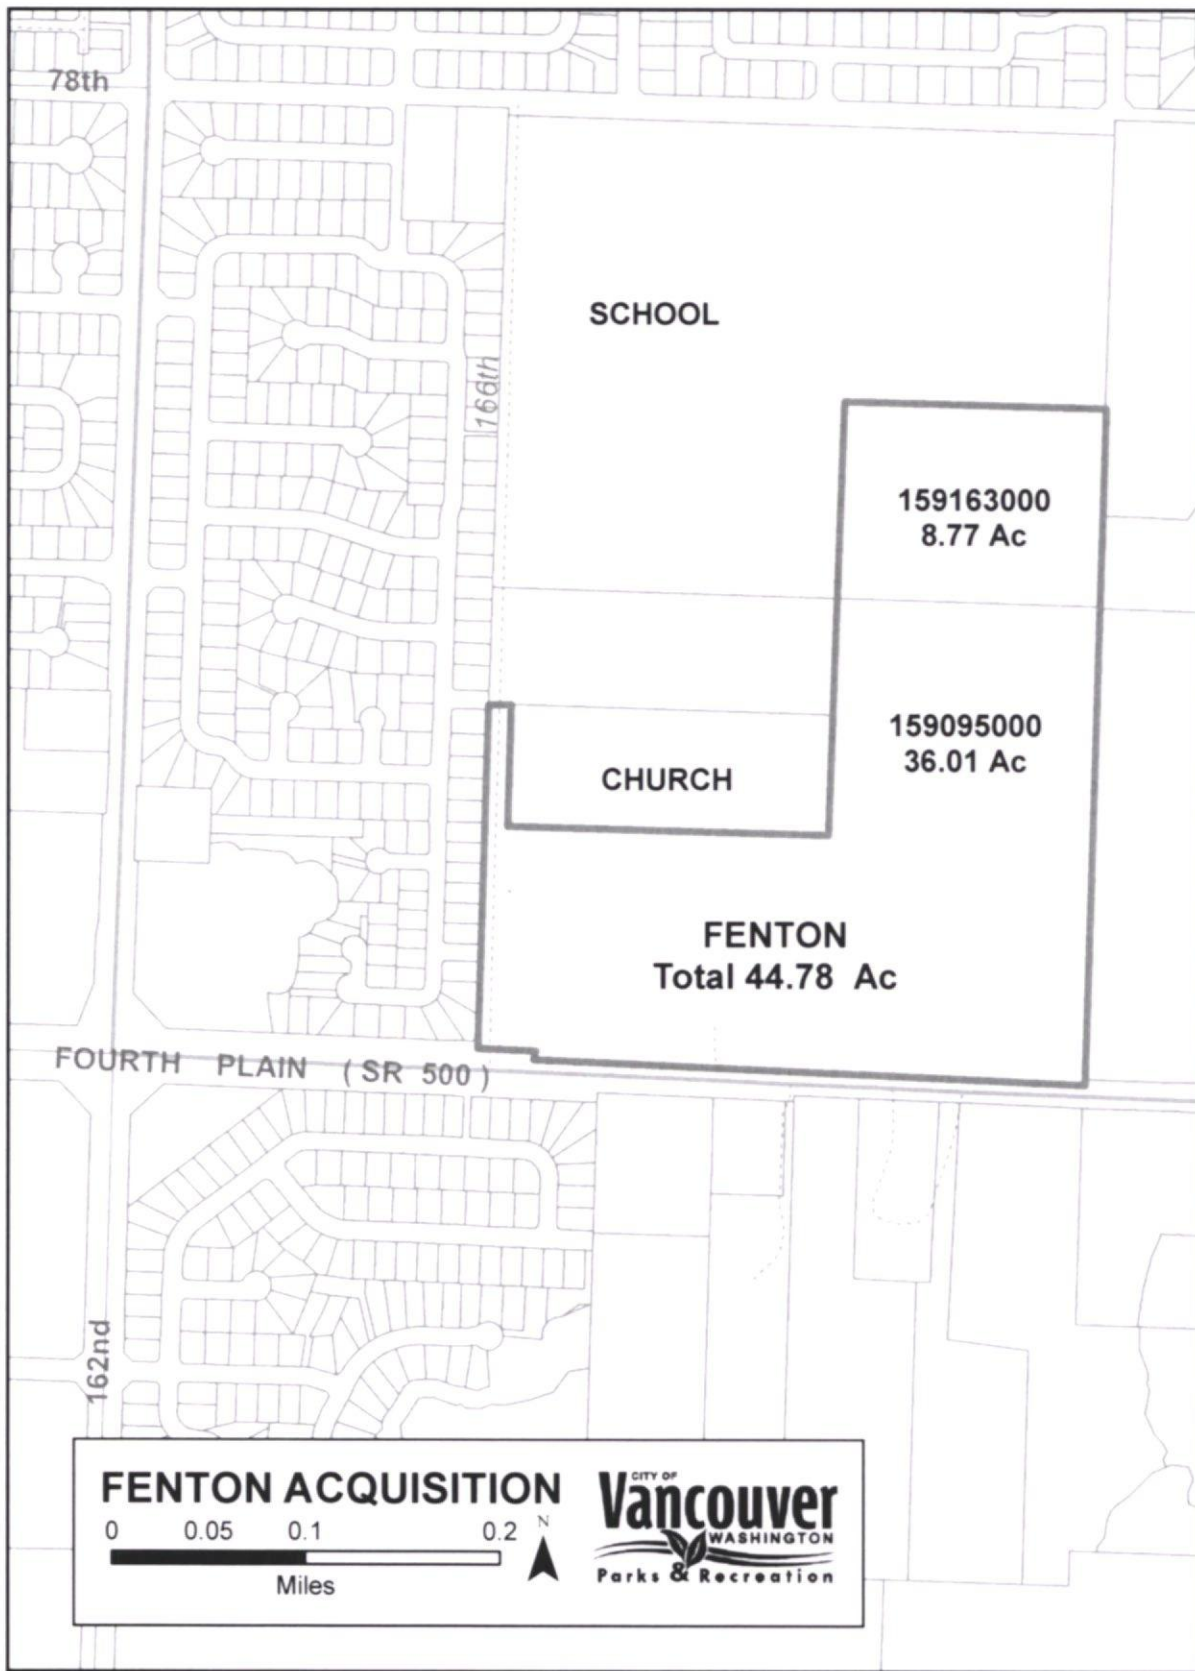 78th
SCHOOL
166th
159163000
8.77 Ac
159095000
36.01 Ac
CHURCH
FENTON
Total 44.78 Ac
FOURTH PLAIN (SR 500)
162nd
FENTON ACQUISITION
0 0.05 0.1 0.2
Miles
N
CITY OF
Vancouver
WASHINGTON
Parks & Recreation